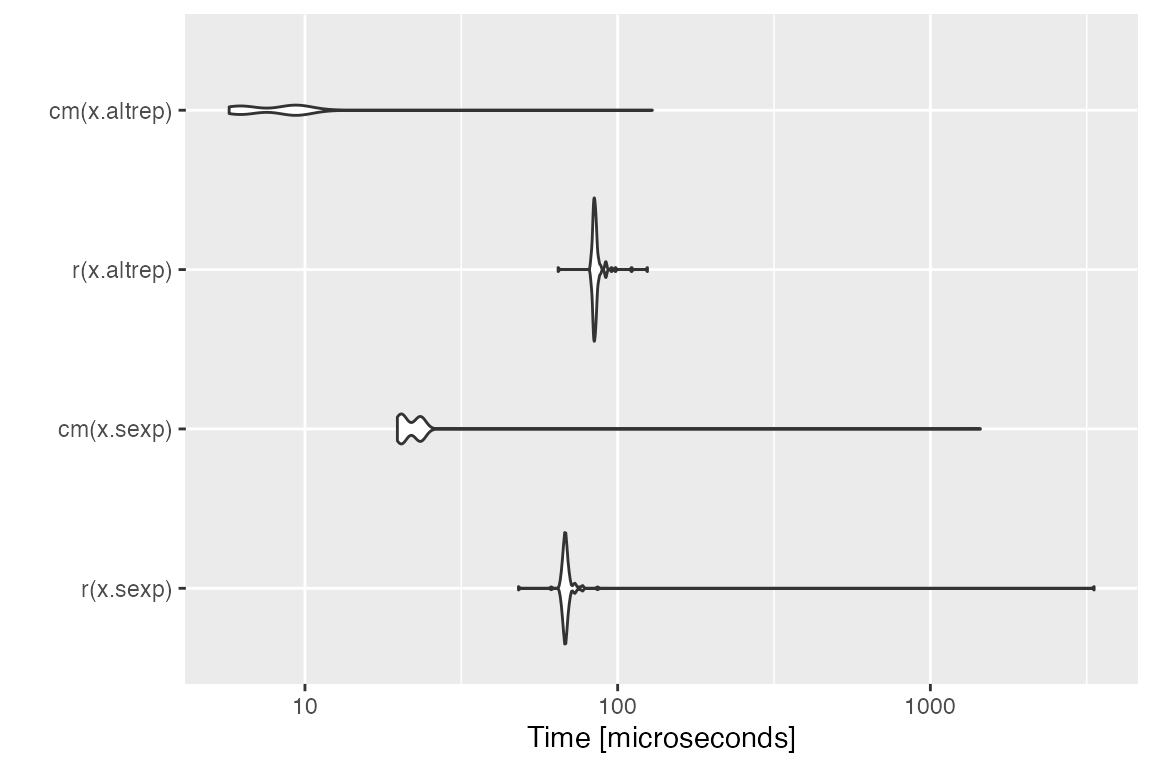 cm(x.altrep)
r(x.altrep)
cm(x.sexp)
r(x.sexp)
10 100 1000
Time [microseconds]